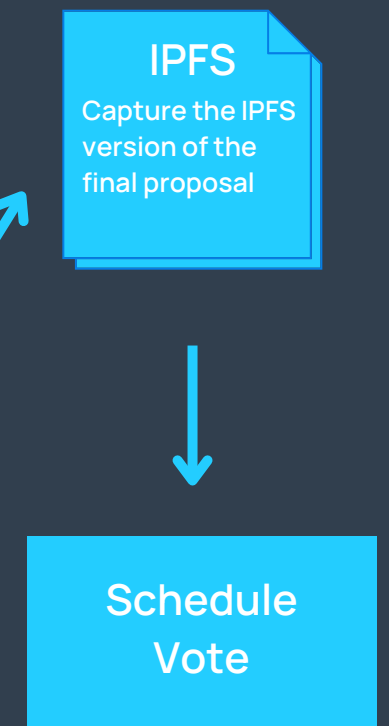 IPFS
Capture the IPFS
version of the
final proposal
Schedule
Vote